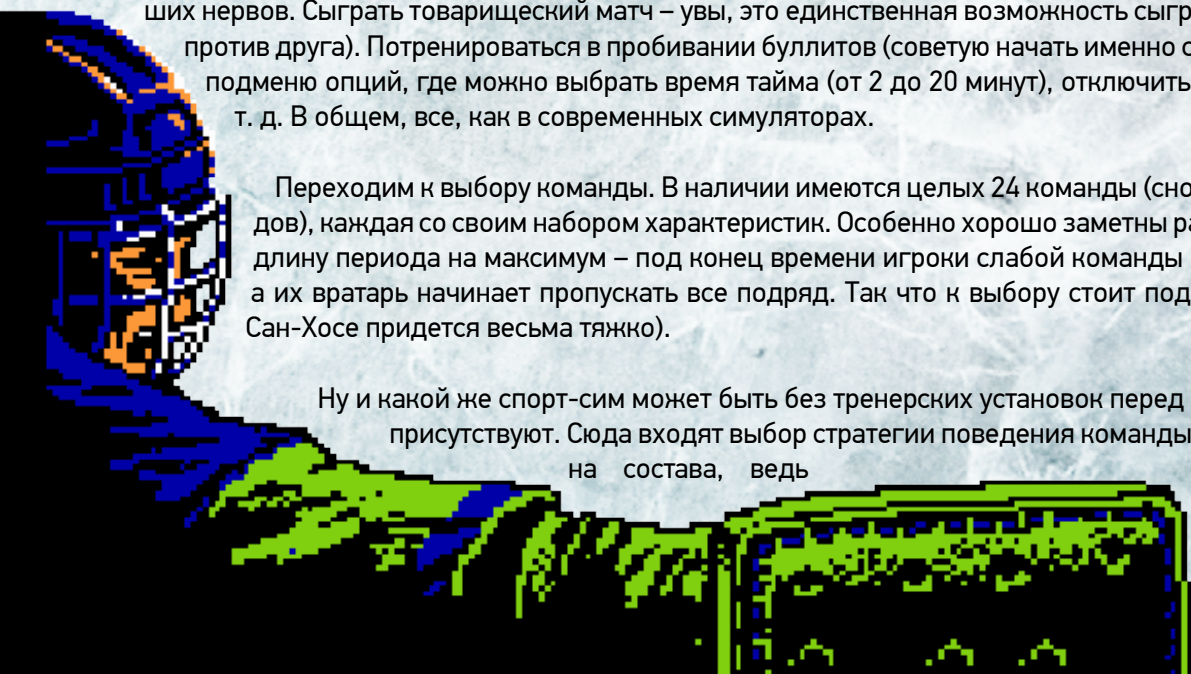 ших нервов. Сыграть товарищеский матч – увы, это единственная возможность сыгр
против друга). Потренироваться в пробивании буллитов (советую начать именно с
подменю опций, где можно выбрать время тайма (от 2 до 20 минут), отключить
т. д. В общем, все, как в современных симуляторах.
Переходим к выбору команды. В наличии имеются целых 24 команды (сно
дов), каждая со своим набором характеристик. Особенно хорошо заметны ра
длину периода на максимум – под конец времени игроки слабой команды
а их вратарь начинает пропускать все подряд. Так что к выбору стоит под
Сан-Хосе придется весьма тяжко).
Ну и какой же спорт-сим может быть без тренерских установок перед
присутствуют. Сюда входят выбор стратегии поведения команды
на состава, ведь